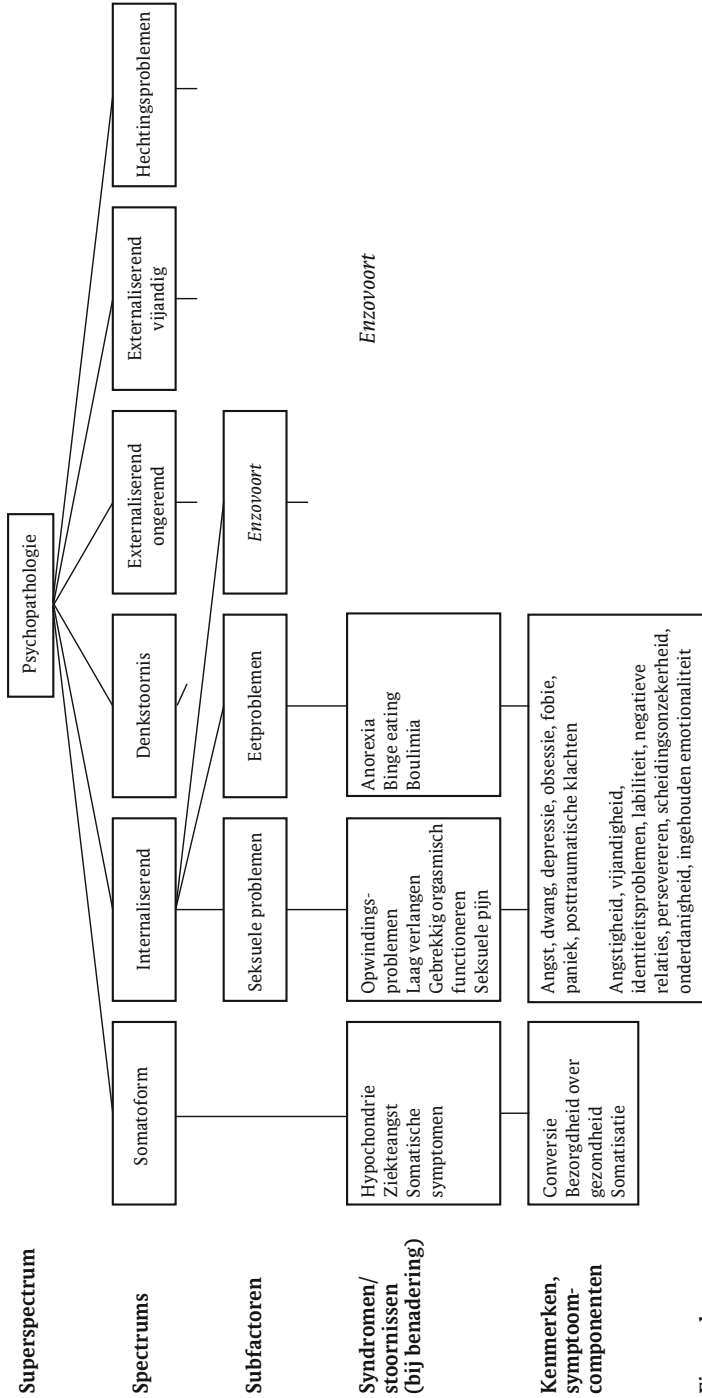 Superspectrum
Psychopathologie
Spectrums
Somatoform
Internaliserend
Denkstoornis
Externaliserend
ongeremd
Externaliserend
vijandig
Hechtingsproblemen
Subfactoren
Seksuele problemen
Eetproblemen
Enzovoort
Syndromen/
stoornissen
(bij benadering)
Hypochondrie
Ziekteangst
Somatische
symptomen
Opwindings-
problemen
Laag verlangen
Gebrekkig orgasmisch
functioneren
Seksuele pijn
Anorexia
Binge eating
Boulimia
Enzovoort
Kenmerken,
symptoom-
componenten
Conversie
Bezorgdheid over
gezondheid
Somatisatie
Angst, dwang, depressie, obsessie, fobie,
paniek, posttraumatische klachten
Angstigheid, vijandigheid,
identiteitsproblemen, labiliteit, negatieve
relaties, persevereren, scheidingsonzekerheid,
onderdanigheid, ingehouden emotionaliteit